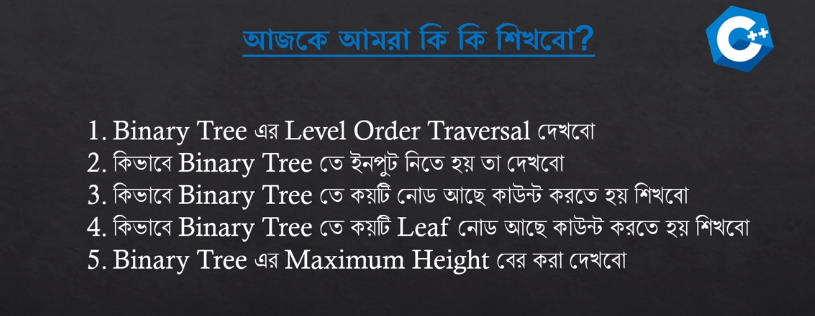 আজকে আমরা কি কি শিখবো?
C++
1. Binary Tree এর Level Order Traversal দেখবো
2. কিভাবে Binary Tree তে ইনপুট নিতে হয় তা দেখবো
3. কিভাবে Binary Tree তে কয়টি নোড আছে কাউন্ট করতে হয় শিখবো
4. কিভাবে Binary Tree তে কয়টি Leaf নোড আছে কাউন্ট করতে হয় শিখবো
5. Binary Tree এর Maximum Height বের করা দেখবো